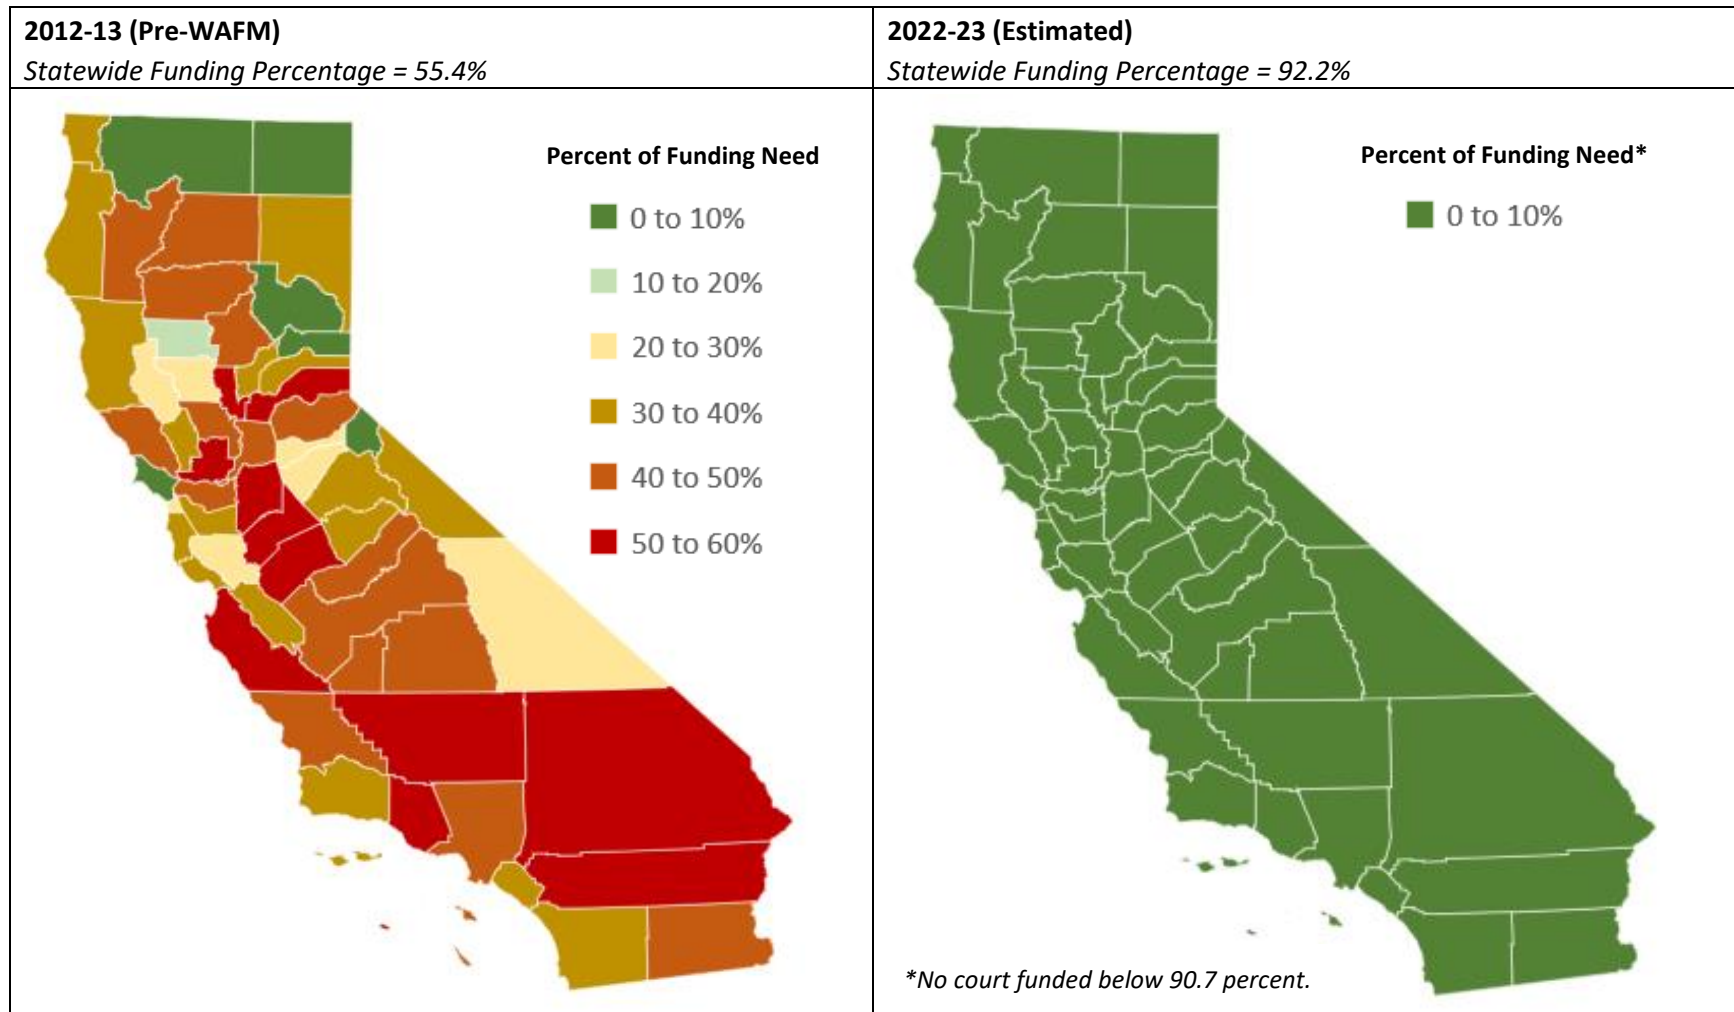 2012-13 (Pre-WAFM)
Statewide Funding Percentage = 55.4%
Percent of Funding Need
0 to 10%
10 to 20%
20 to 30%
30 to 40%
40 to 50%
50 to 60%
2022-23 (Estimated)
Statewide Funding Percentage = 92.2%
Percent of Funding Need*
0 to 10%
*No court funded below 90.7 percent.